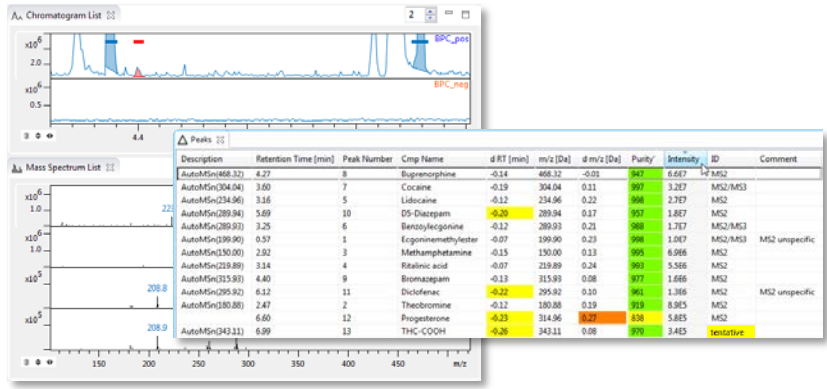 Chromatogram List
2
x10^6
2.0
BPC_pos
x10^6
0.5
BPC_neg
4.4
Mass Spectrum List
x10^6
1.0
x10^6
1.0
x10^5
208.8
x10^5
208.9
150 200 250 300 350 400 450 m/z
Peaks
Description Retention Time [min] Peak Number Cmp Name d RT [min] m/z [Da] d m/z [Da] Purity' Intensity ID Comment
AutoMSn(468.32) 4.27 8 Buprenorphine -0.14 468.32 -0.01 947 6.6E7 MS2
AutoMSn(304.04) 3.60 7 Cocaine -0.19 304.04 0.11 997 3.2E7 MS2/MS3
AutoMSn(234.96) 3.16 5 Lidocaine -0.12 234.96 0.22 998 2.7E7 MS2
AutoMSn(289.94) 5.69 10 D5-Diazepam -0.20 289.94 0.17 957 1.8E7 MS2
AutoMSn(289.93) 3.25 6 Benzoylecgonine -0.12 289.93 0.21 988 1.7E7 MS2/MS3
AutoMSn(199.90) 0.57 1 Ecgoninemethylester -0.07 199.90 0.23 998 1.0E7 MS2/MS3 MS2 unspecific
AutoMSn(150.00) 2.92 3 Methamphetamine -0.15 150.00 0.13 995 6.9E6 MS2
AutoMSn(219.89) 3.14 4 Ritalinic acid -0.07 219.89 0.24 993 5.5E6 MS2
AutoMSn(315.93) 4.40 9 Bromazepam -0.13 315.93 0.08 977 1.6E6 MS2
AutoMSn(295.92) 6.12 11 Diclofenac -0.22 295.92 0.10 961 1.3E6 MS2 MS2 unspecific
AutoMSn(180.88) 2.47 2 Theobromine -0.12 180.88 0.19 919 8.9E5 MS2
6.60 12 Progesterone -0.23 314.96 0.27 838 5.8E5 MS2
AutoMSn(343.11) 6.99 13 THC-COOH -0.26 343.11 0.08 970 3.4E5 tentative